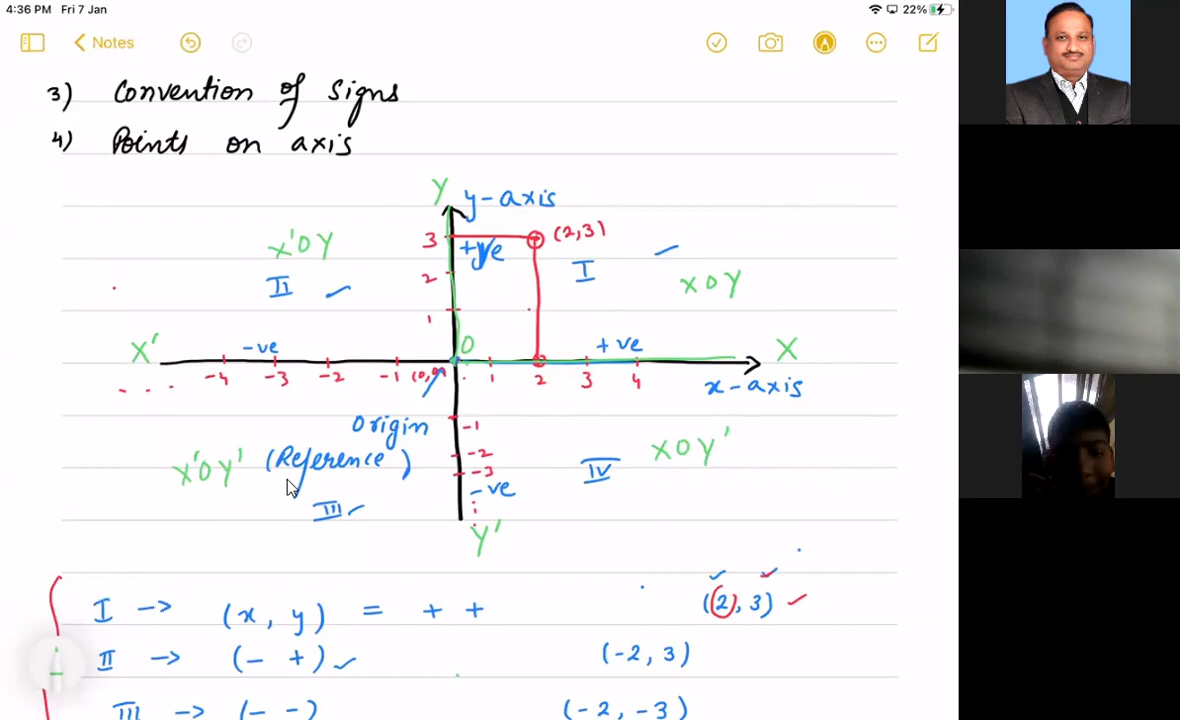 4:36 PM Fri 7 Jan
22%
Notes
3) Convention of Signs
4) Points on axis
Y y-axis
X'OY
3 +ve (2,3)
II I
2 XOY
1
X' -ve O +ve X
-4 -3 -2 -1 (0,0) 1 2 3 4 x-axis
Origin -1
X'OY' (Reference) -2 XOY'
-3 IV
III -ve
Y'
I -> (x, y) = + + (2, 3)
II -> (- +) (-2, 3)
III -> (- -) (-2, -3)